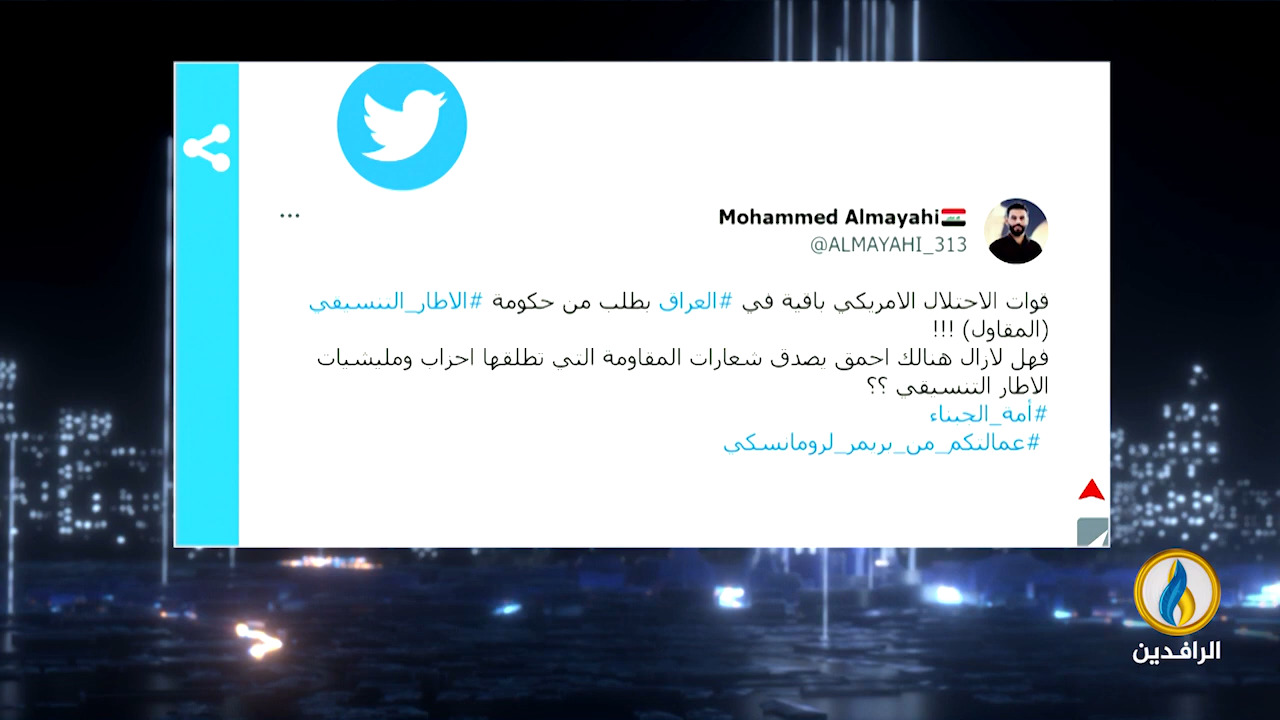 Mohammed Almayahi
@ALMAYAHI_313
قوات الاحتلال الامريكي باقية في #العراق بطلب من حكومة #الاطار_التنسيقي
(المقاول) !!!
فهل لازال هنالك احمق يصدق شعارات المقاومة التي تطلقها احزاب ومليشيات
الاطار التنسيقي ؟؟
#أمة_الجبناء
#عمالتكم_من_بريمر_لرومانسكي
الرافدين